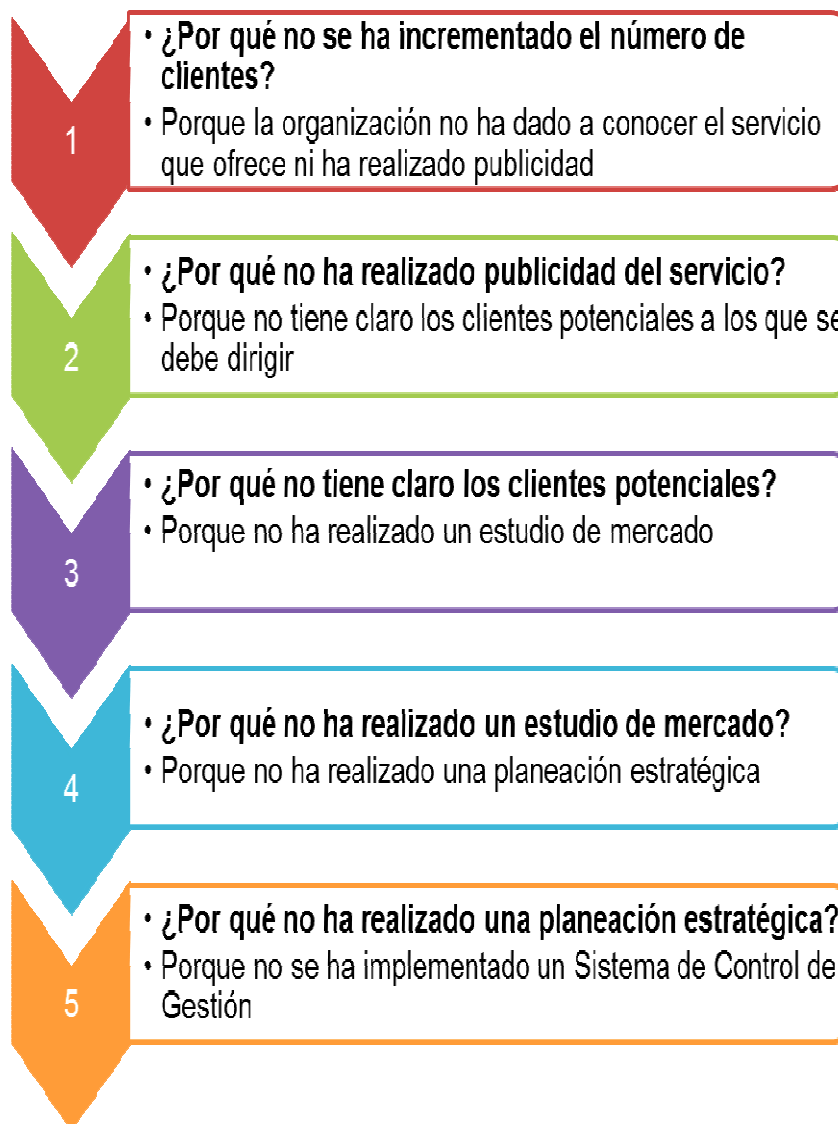 1
• ¿Por qué no se ha incrementado el número de
clientes?
• Porque la organización no ha dado a conocer el servicio
que ofrece ni ha realizado publicidad
2
• ¿Por qué no ha realizado publicidad del servicio?
• Porque no tiene claro los clientes potenciales a los que se
debe dirigir
3
• ¿Por qué no tiene claro los clientes potenciales?
• Porque no ha realizado un estudio de mercado
4
• ¿Por qué no ha realizado un estudio de mercado?
• Porque no ha realizado una planeación estratégica
5
• ¿Por qué no ha realizado una planeación estratégica?
• Porque no se ha implementado un Sistema de Control de
Gestión